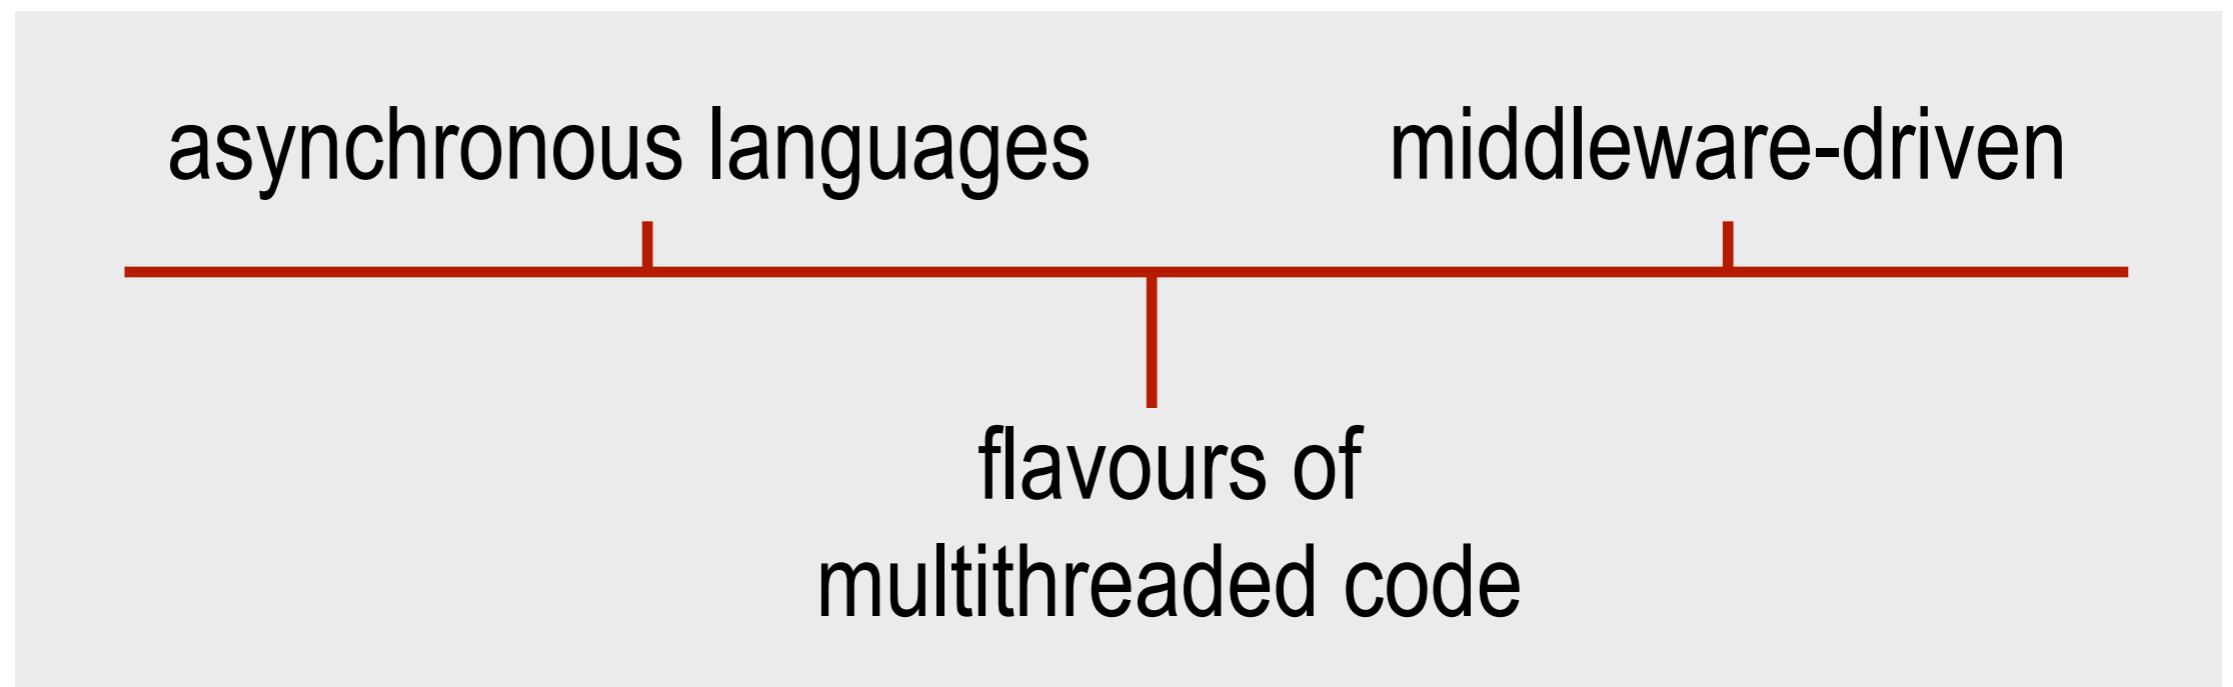 asynchronous languages
middleware-driven
flavours of
multithreaded code